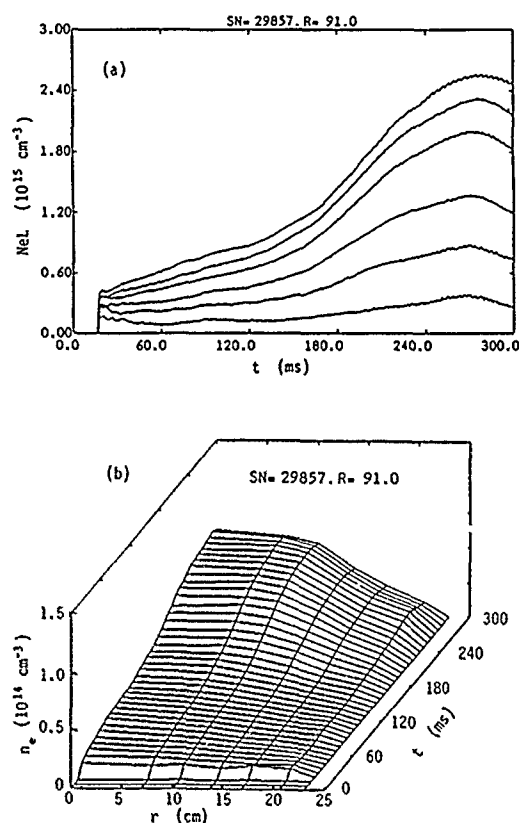 SN= 29857. R= 91.0
(a)
3.00
2.40
1.80
1.20
0.60
0.00
Nel (10¹⁵ cm⁻³)
0.0 60.0 120.0 180.0 240.0 300.0
t (ms)
(b)
SN= 29857. R= 91.0
1.5
1.0
0.5
0
nₑ (10¹⁴ cm⁻³)
0 5 10 15 20 25
r (cm)
0
60
120
180
240
300
t (ms)